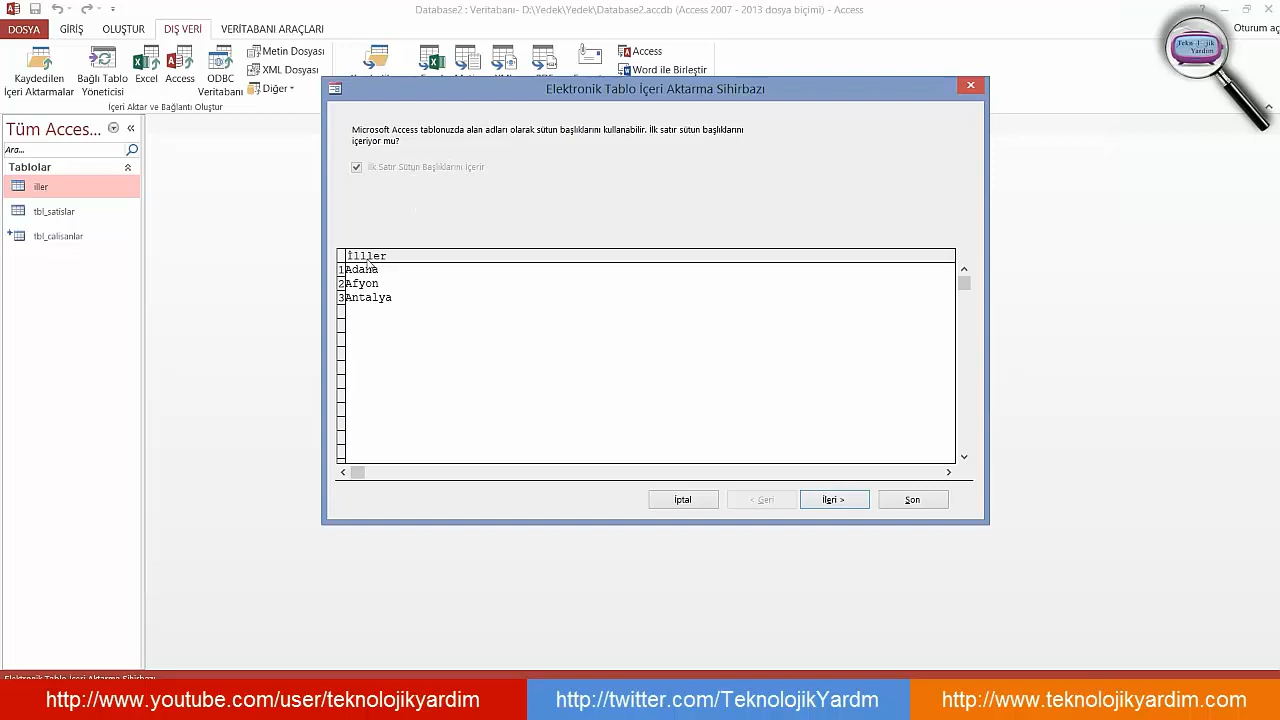 Database2 : Veritabanı- D:\Yedek\Yedek\Database2.accdb (Access 2007 - 2013 dosya biçimi) - Access
DOSYA GİRİŞ OLUŞTUR DIŞ VERİ VERİTABANI ARAÇLARI
Oturum aç
Kaydedilen İçeri Aktarmalar
Bağlı Tablo Yöneticisi
Excel
Access
ODBC Veritabanı
Metin Dosyası
XML Dosyası
Diğer
Access
Word ile Birleştir
İçeri Aktar ve Bağlantı Oluştur
Tüm Acces...
Ara...
Tablolar
iller
tbl_satislar
tbl_calisanlar
Elektronik Tablo İçeri Aktarma Sihirbazı
Microsoft Access tablonuzda alan adları olarak sütun başlıklarını kullanabilir. İlk satır sütun başlıklarını
içeriyor mu?
İlk Satır Sütun Başlıklarını İçerir
İller
1 Adana
2 Afyon
3 Antalya
İptal
< Geri
İleri >
Son
Elektronik Tablo İçeri Aktarma Sihirbazı
http://www.youtube.com/user/teknolojikyardim
http://twitter.com/TeknolojikYardm
http://www.teknolojikyardim.com